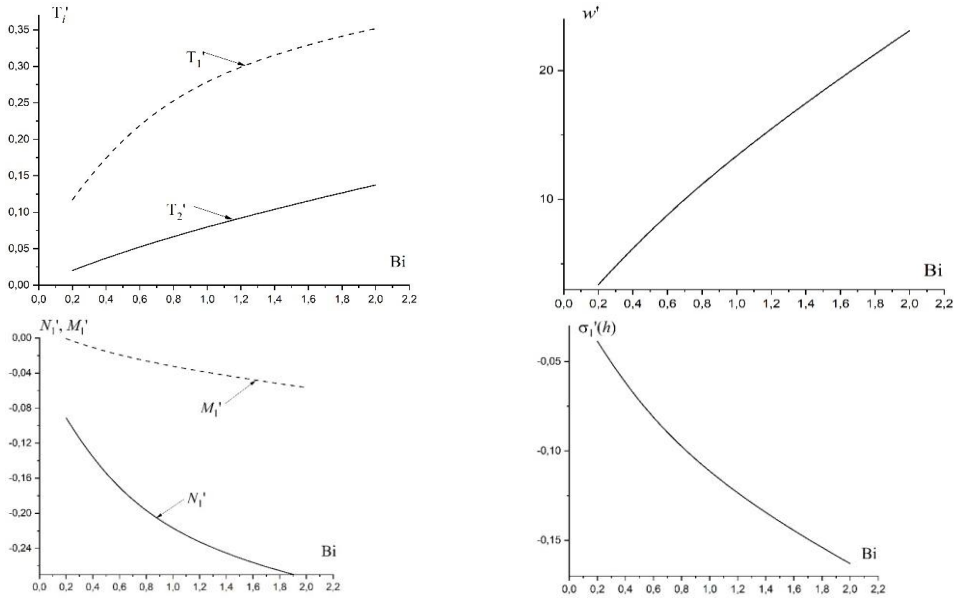 Tᵢ'
0,35
0,30
0,25
0,20
0,15
0,10
0,05
0,00
T₁'
T₂'
Bi
0,0 0,2 0,4 0,6 0,8 1,0 1,2 1,4 1,6 1,8 2,0 2,2
w'
20
10
Bi
0,0 0,2 0,4 0,6 0,8 1,0 1,2 1,4 1,6 1,8 2,0 2,2
N₁', M₁'
0,00
-0,04
-0,08
-0,12
-0,16
-0,20
-0,24
M₁'
N₁'
Bi
0,0 0,2 0,4 0,6 0,8 1,0 1,2 1,4 1,6 1,8 2,0 2,2
σ₁'(h)
-0,05
-0,10
-0,15
Bi
0,0 0,2 0,4 0,6 0,8 1,0 1,2 1,4 1,6 1,8 2,0 2,2